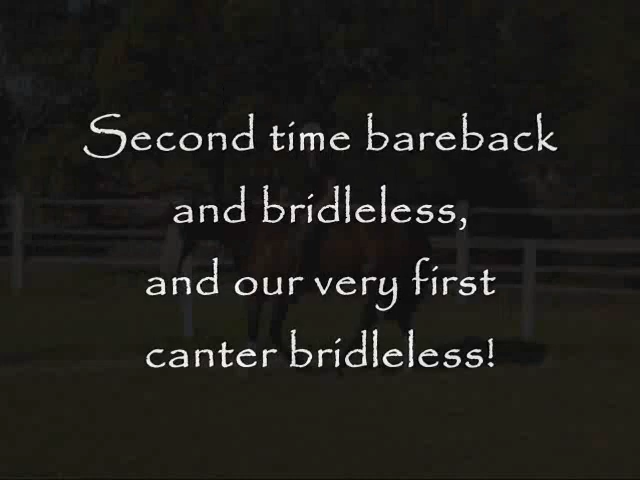 Second time bareback
and bridleless,
and our very first
canter bridleless!